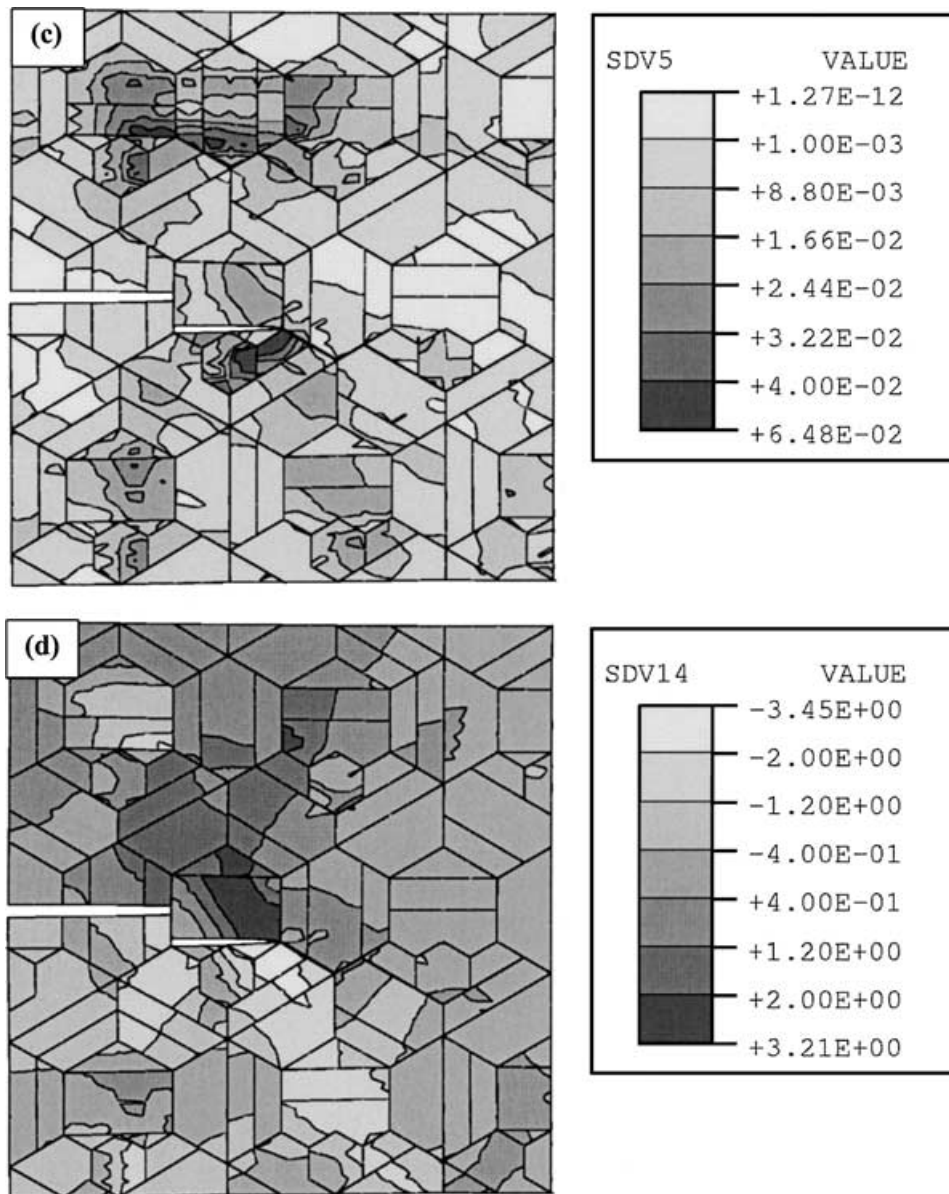 (c)
SDV5 VALUE
+1.27E-12
+1.00E-03
+8.80E-03
+1.66E-02
+2.44E-02
+3.22E-02
+4.00E-02
+6.48E-02
(d)
SDV14 VALUE
-3.45E+00
-2.00E+00
-1.20E+00
-4.00E-01
+4.00E-01
+1.20E+00
+2.00E+00
+3.21E+00